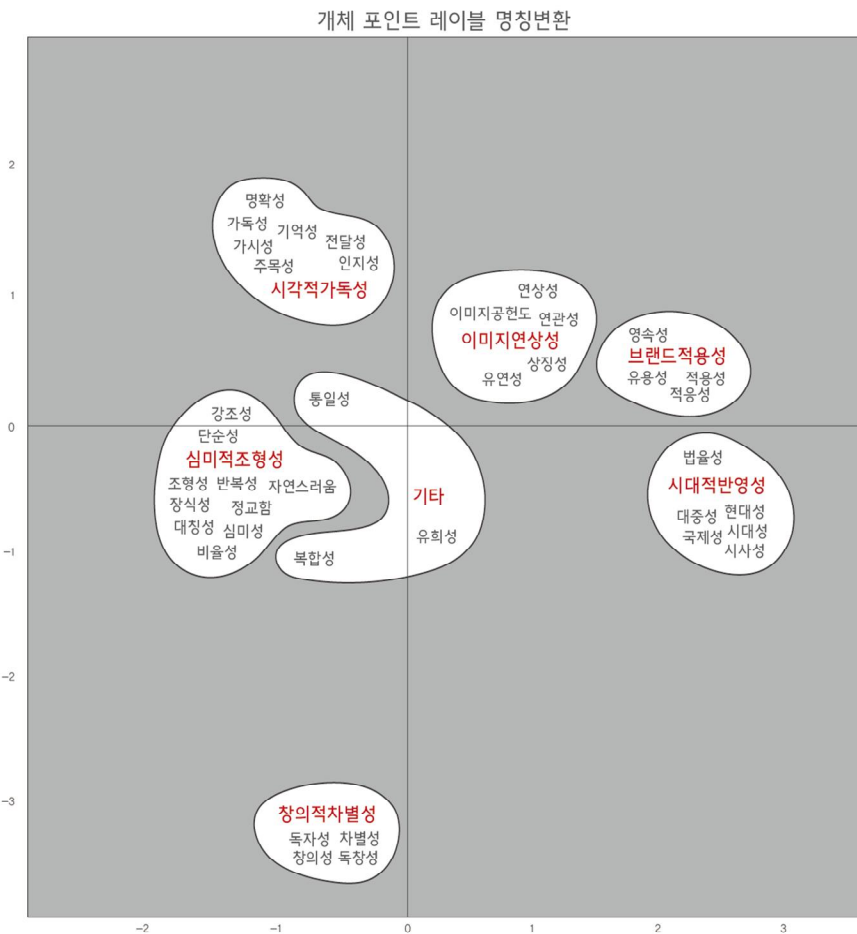 개체 포인트 레이블 명칭변환
2
명확성
가독성 기억성 전달성
가시성 인지성
주목성
시각적가독성
1
연상성
이미지공헌도 연관성
이미지연상성
상징성
유연성
영속성
브랜드적용성
유용성 적용성
적응성
0
통일성
강조성
단순성
심미적조형성
조형성 반복성 자연스러움
장식성 정교함
대칭성 심미성
비율성
기타
유희성
복합성
법율성
시대적반영성
대중성 현대성
국제성 시대성
시사성
−1
−2
−3
창의적차별성
독자성 차별성
창의성 독창성
−2 −1 0 1 2 3